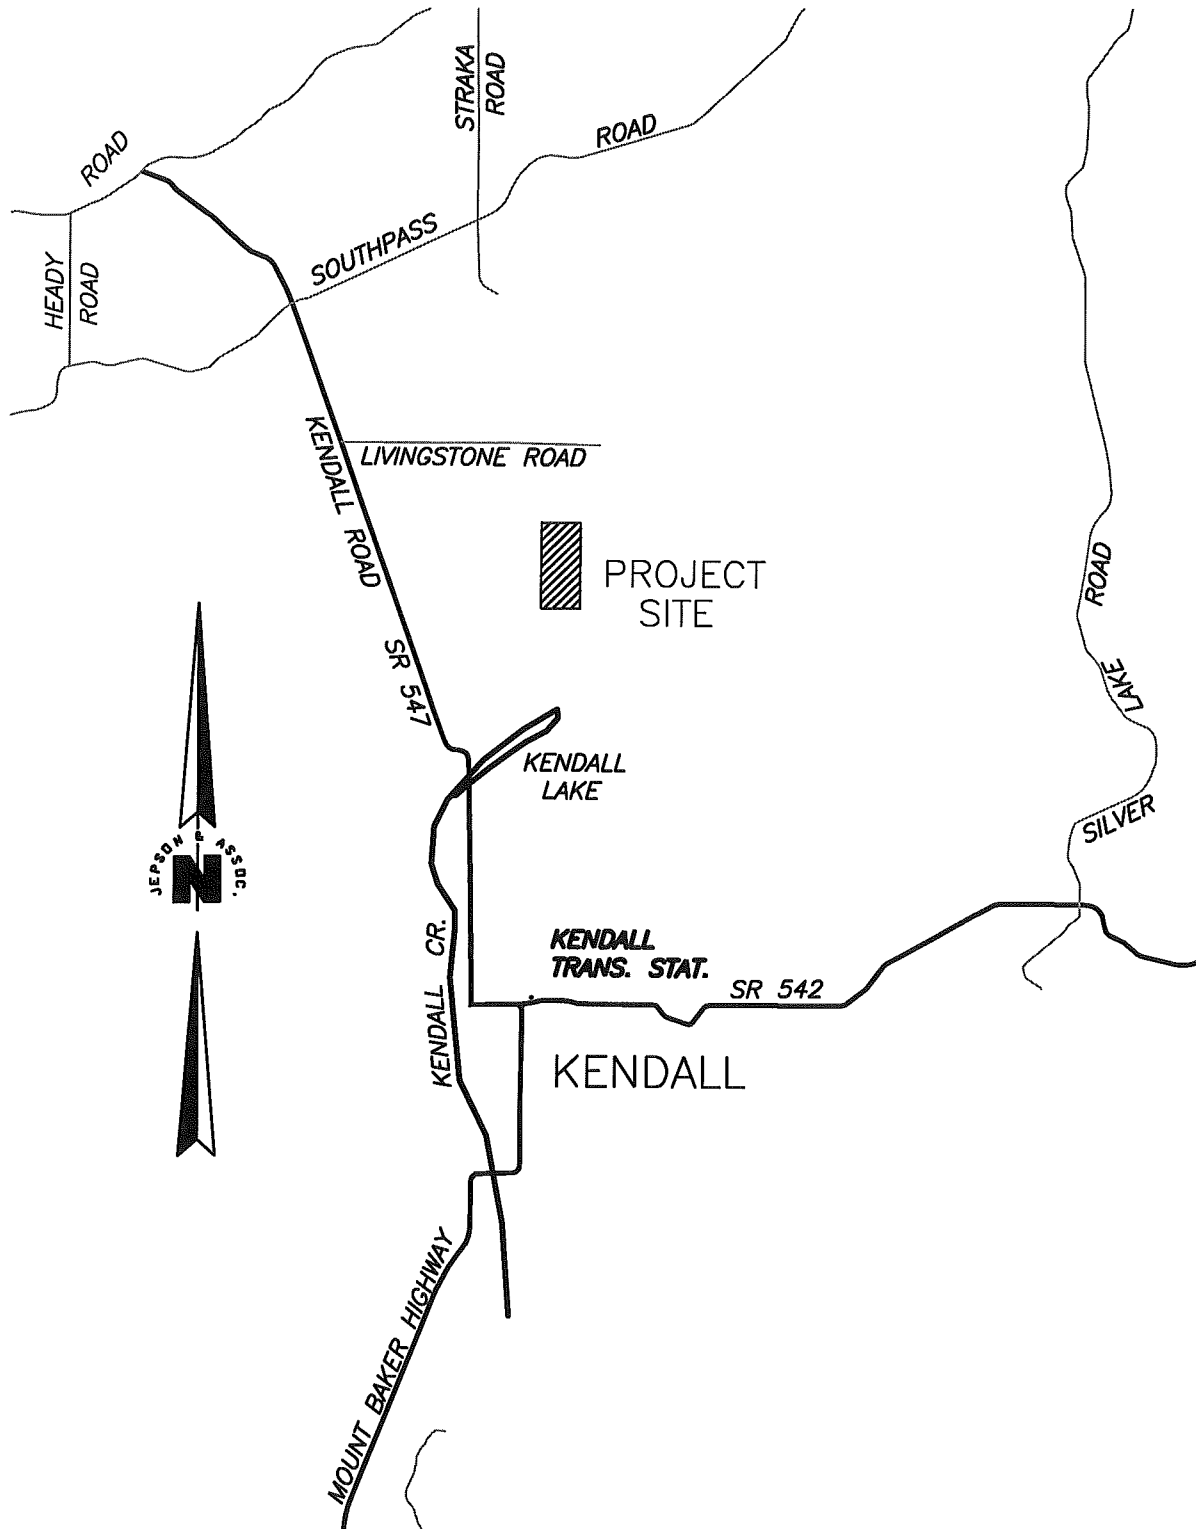 STRAKA
ROAD
ROAD
ROAD
SOUTHPASS
HEADY
ROAD
KENDALL ROAD
LIVINGSTONE ROAD
PROJECT
SITE
ROAD
LAKE
SILVER
SR 547
KENDALL
LAKE
JEPSON & ASSOC.
N
KENDALL CR.
KENDALL
TRANS. STAT.
SR 542
KENDALL
MOUNT BAKER HIGHWAY